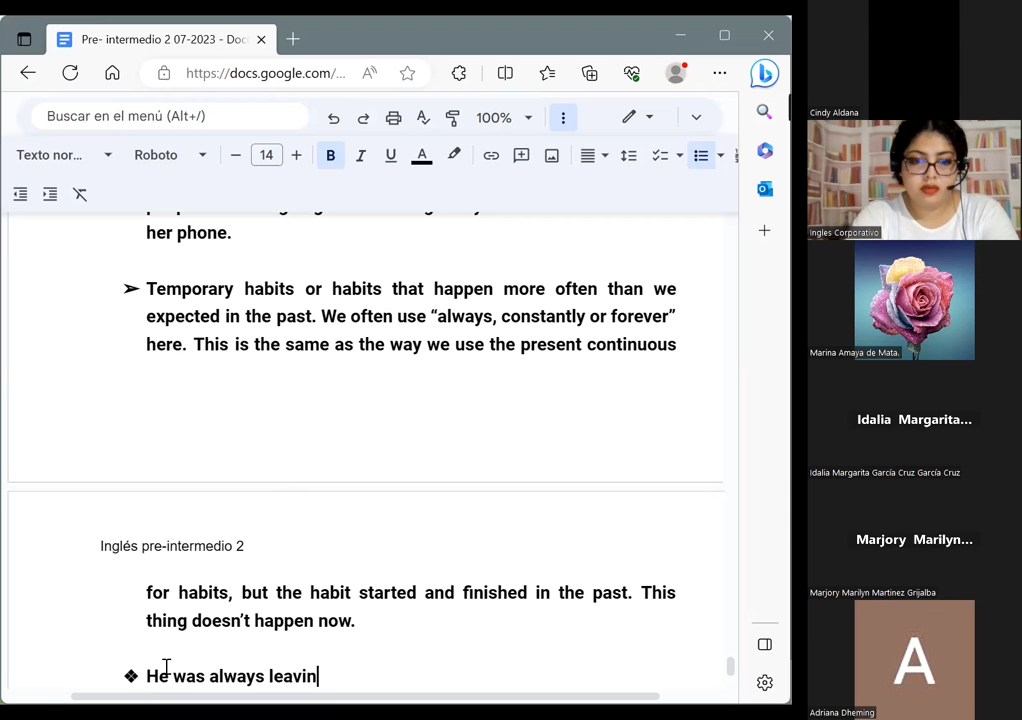 Pre- intermedio 2 07-2023 - Doc
https://docs.google.com/...
Buscar en el menú (Alt+/)
100%
Texto nor...
Roboto
14
her phone.
➢ Temporary habits or habits that happen more often than we
expected in the past. We often use “always, constantly or forever”
here. This is the same as the way we use the present continuous
Inglés pre-intermedio 2
for habits, but the habit started and finished in the past. This
thing doesn’t happen now.
❖ He was always leavin
Cindy Aldana
Ingles Corporativo
Marina Amaya de Mata.
Idalia Margarita...
Idalia Margarita García Cruz García Cruz
Marjory Marilyn...
Marjory Marilyn Martinez Grijalba
A
Adriana Dheming